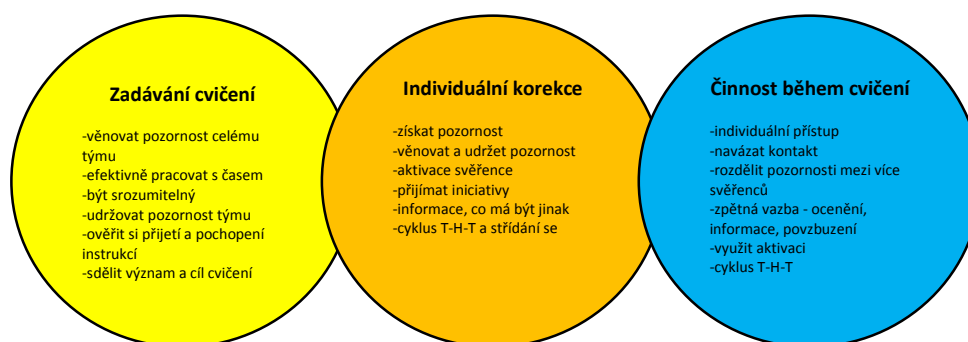 Zadávání cvičení
-věnovat pozornost celému
týmu
-efektivně pracovat s časem
-být srozumitelný
-udržovat pozornost týmu
-ověřit si přijetí a pochopení
instrukcí
-sdělit význam a cíl cvičení
Individuální korekce
-získat pozornost
-věnovat a udržet pozornost
-aktivace svěřence
-přijímat iniciativy
-informace, co má být jinak
-cyklus T-H-T a střídání se
Činnost během cvičení
-individuální přístup
-navázat kontakt
-rozdělit pozornosti mezi více
svěřenců
-zpětná vazba - ocenění,
informace, povzbuzení
-využit aktivaci
-cyklus T-H-T